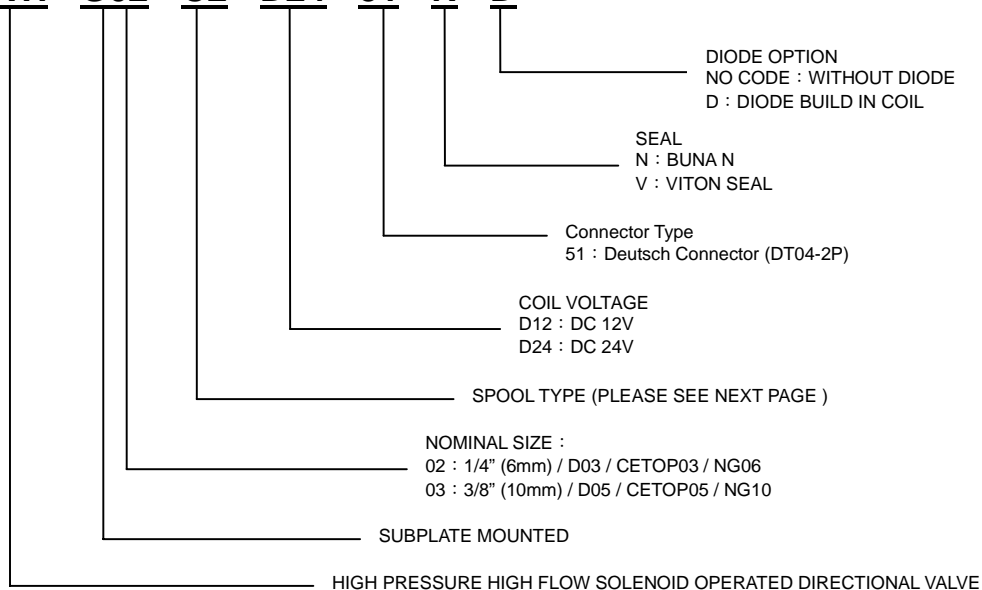 DIODE OPTION
NO CODE：WITHOUT DIODE
D：DIODE BUILD IN COIL
SEAL
N：BUNA N
V：VITON SEAL
Connector Type
51：Deutsch Connector (DT04-2P)
COIL VOLTAGE
D12：DC 12V
D24：DC 24V
SPOOL TYPE (PLEASE SEE NEXT PAGE )
NOMINAL SIZE：
02：1/4” (6mm) / D03 / CETOP03 / NG06
03：3/8” (10mm) / D05 / CETOP05 / NG10
SUBPLATE MOUNTED
HIGH PRESSURE HIGH FLOW SOLENOID OPERATED DIRECTIONAL VALVE